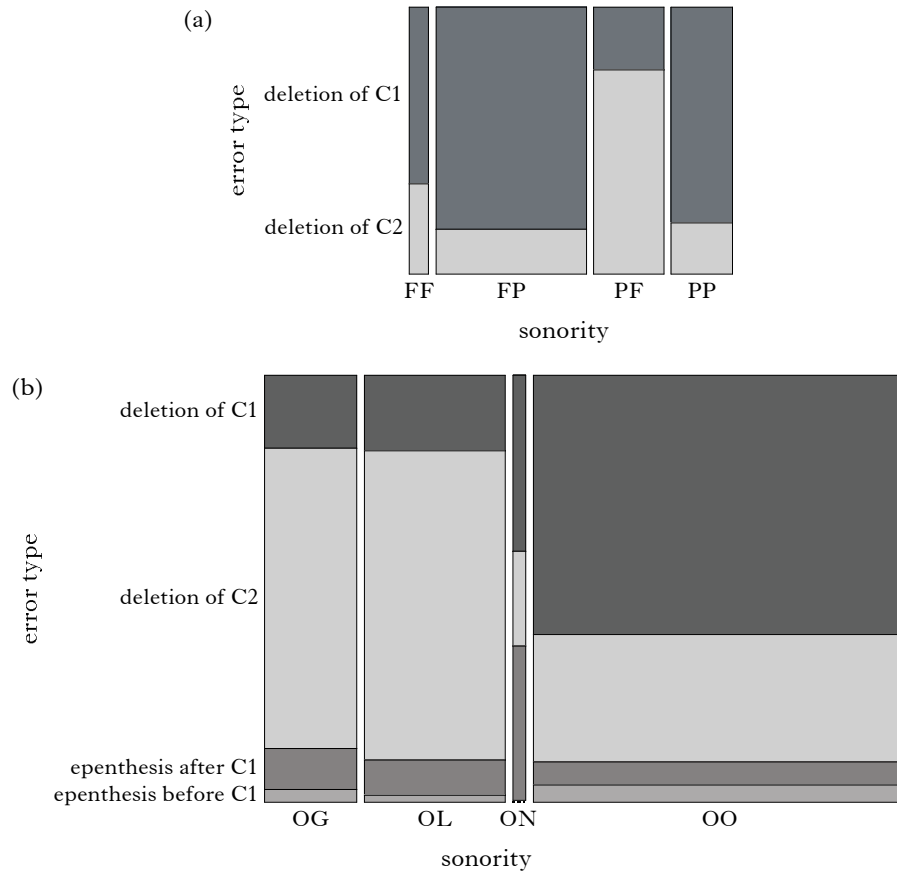 (a)
deletion of C1
error type
deletion of C2
FF FP PF PP
sonority
(b)
deletion of C1
error type
deletion of C2
epenthesis after C1
epenthesis before C1
OG OL ON OO
sonority